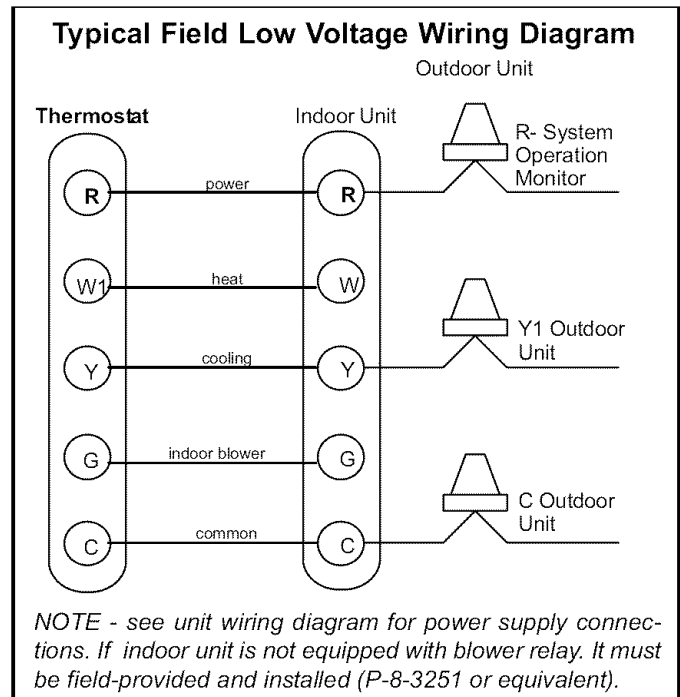 Typical Field Low Voltage Wiring Diagram
Outdoor Unit
Thermostat
Indoor Unit
R- System
Operation
Monitor
R
power
R
W1
heat
W
Y
cooling
Y
Y1 Outdoor
Unit
G
indoor blower
G
C
common
C
C Outdoor
Unit
NOTE - see unit wiring diagram for power supply connec-
tions. If indoor unit is not equipped with blower relay. It must
be field-provided and installed (P-8-3251 or equivalent).